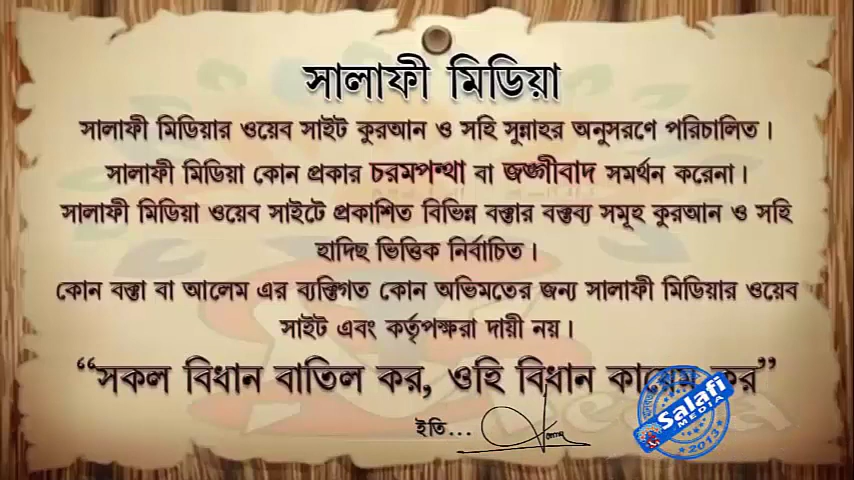 সালাফী মিডিয়া
সালাফী মিডিয়ার ওয়েব সাইট কুরআন ও সহি সুন্নাহর অনুসরণে পরিচালিত।
সালাফী মিডিয়া কোন প্রকার চরমপন্থা বা জঙ্গীবাদ সমর্থন করেনা।
সালাফী মিডিয়া ওয়েব সাইটে প্রকাশিত বিভিন্ন বক্তার বক্তব্য সমূহ কুরআন ও সহি
হাদিছ ভিত্তিক নির্বাচিত।
কোন বক্তা বা আলেম এর ব্যক্তিগত কোন অভিমতের জন্য সালাফী মিডিয়ার ওয়েব
সাইট এবং কর্তৃপক্ষরা দায়ী নয়।
“সকল বিধান বাতিল কর, ওহি বিধান কায়েম কর”
ইতি...
Salafi
MEDIA
2013